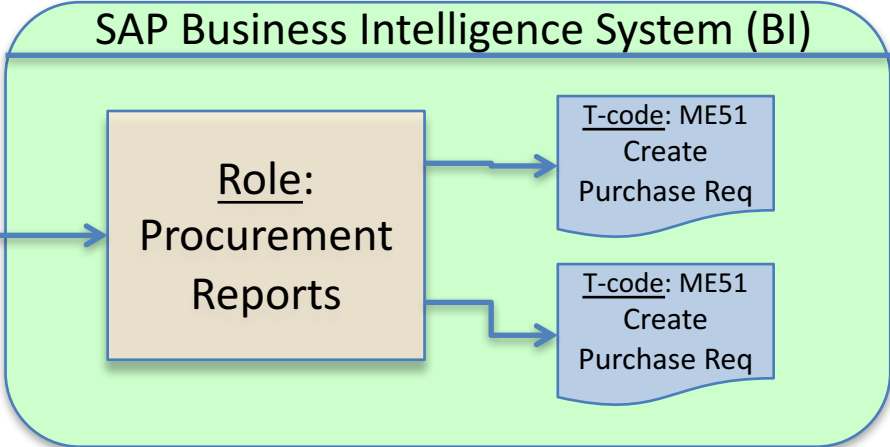 SAP Business Intelligence System (BI)
Role:
Procurement
Reports
T-code: ME51
Create
Purchase Req
T-code: ME51
Create
Purchase Req